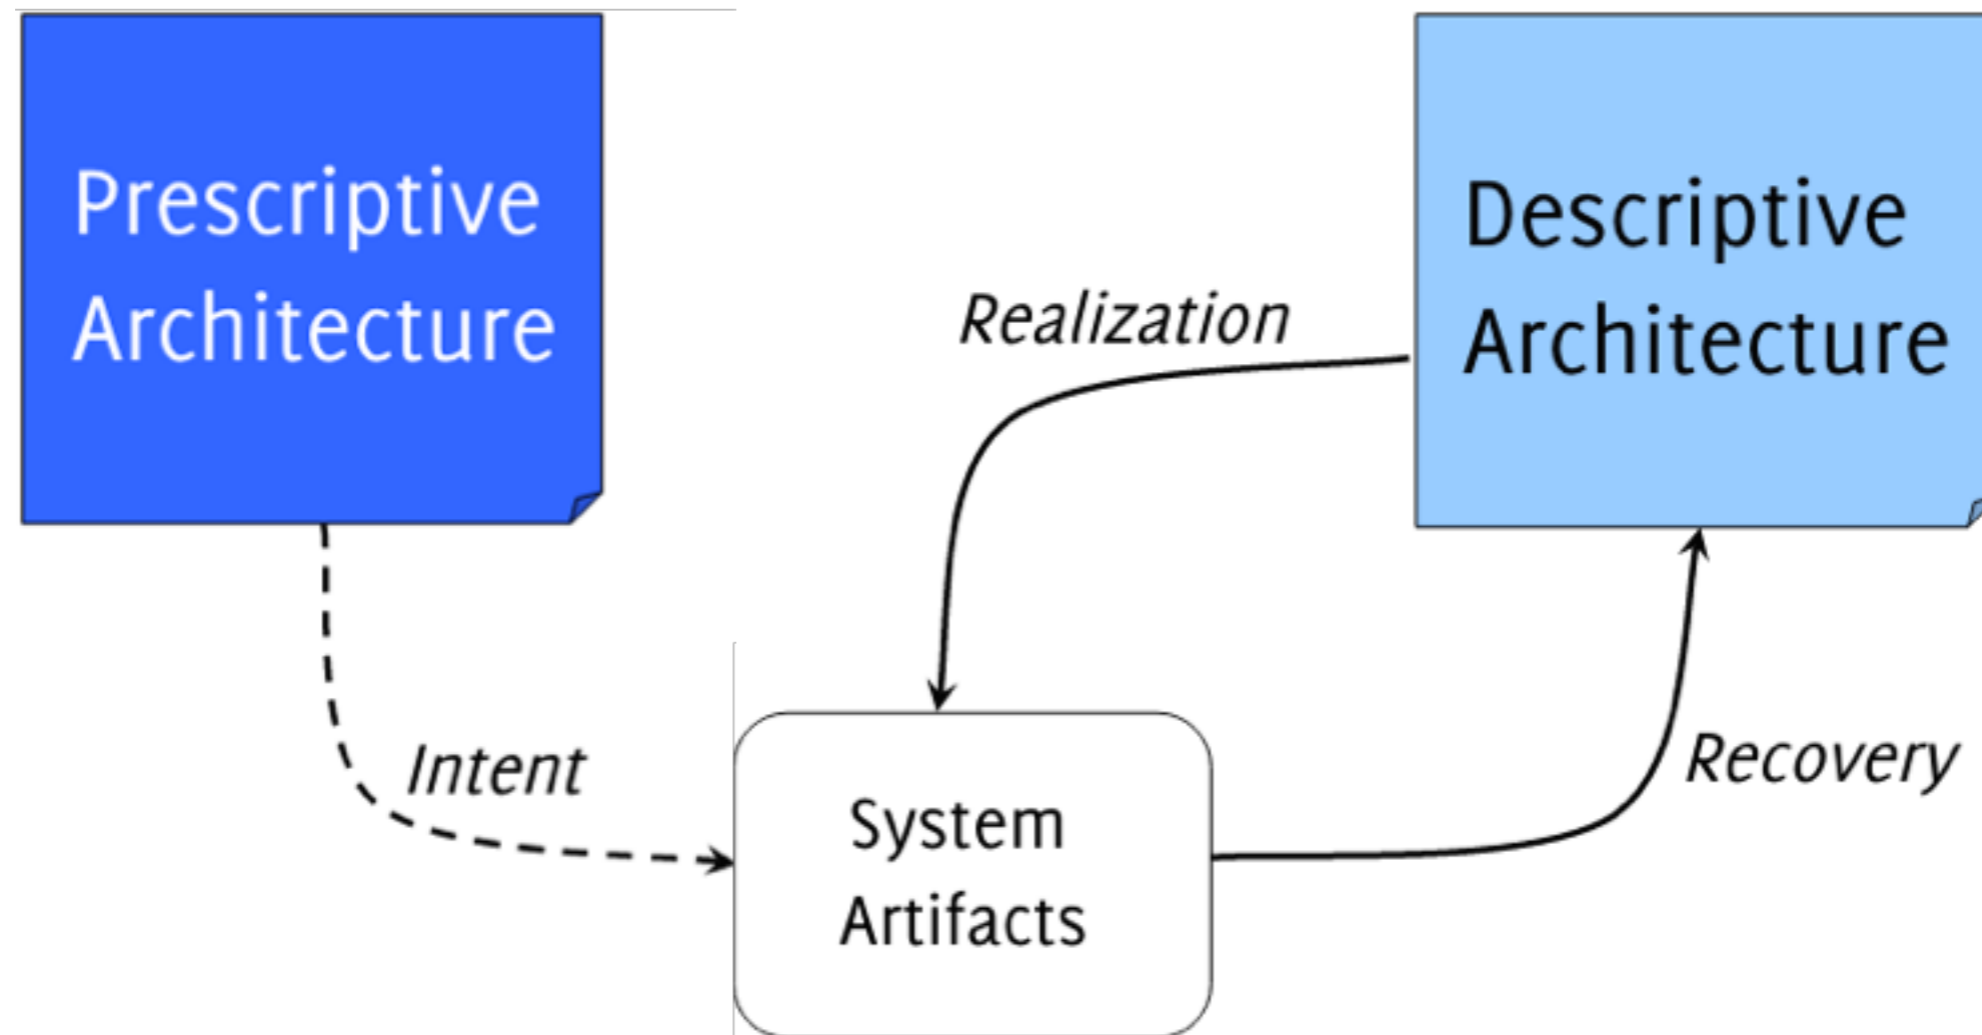 Prescriptive
Architecture
Descriptive
Architecture
Realization
Intent
Recovery
System
Artifacts